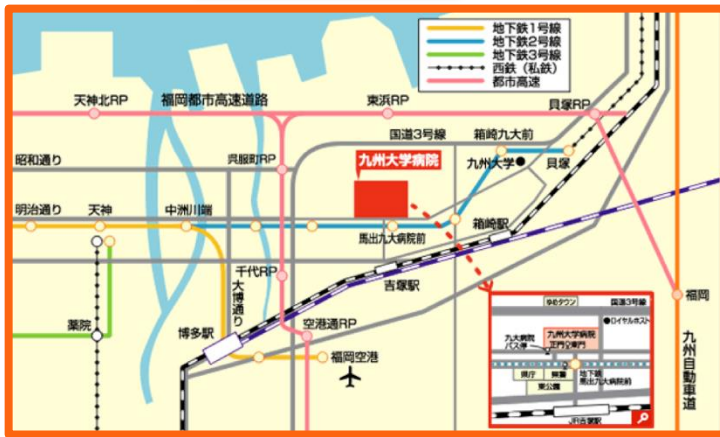 地下鉄1号線
地下鉄2号線
地下鉄3号線
西鉄（私鉄）
都市高速
天神北RP
福岡都市高速道路
東浜RP
貝塚RP
国道3号線
箱崎九大前
昭和通り
呉服町RP
九州大学病院
九州大学
貝塚
明治通り
天神
中洲川端
馬出九大病院前
箱崎駅
千代RP
吉塚駅
大博通り
福岡
薬院
博多駅
空港通RP
福岡空港
九州自動車道
ゆめタウン
国道3号線
ロイヤルホスト
九大病院
バス停
九州大学病院
正門
東門
県庁
県警
地下鉄
馬出九大病院前
東公園
JR吉塚駅